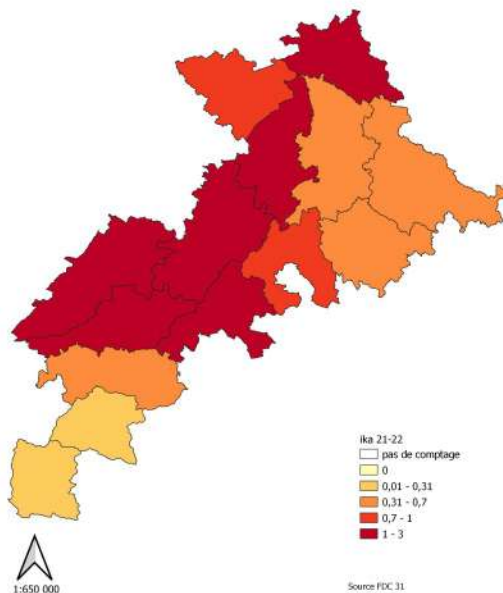 ika 21-22
pas de comptage
0
0,01 - 0,31
0,31 - 0,7
0,7 - 1
1 - 3
1:650 000
Source FDC 31